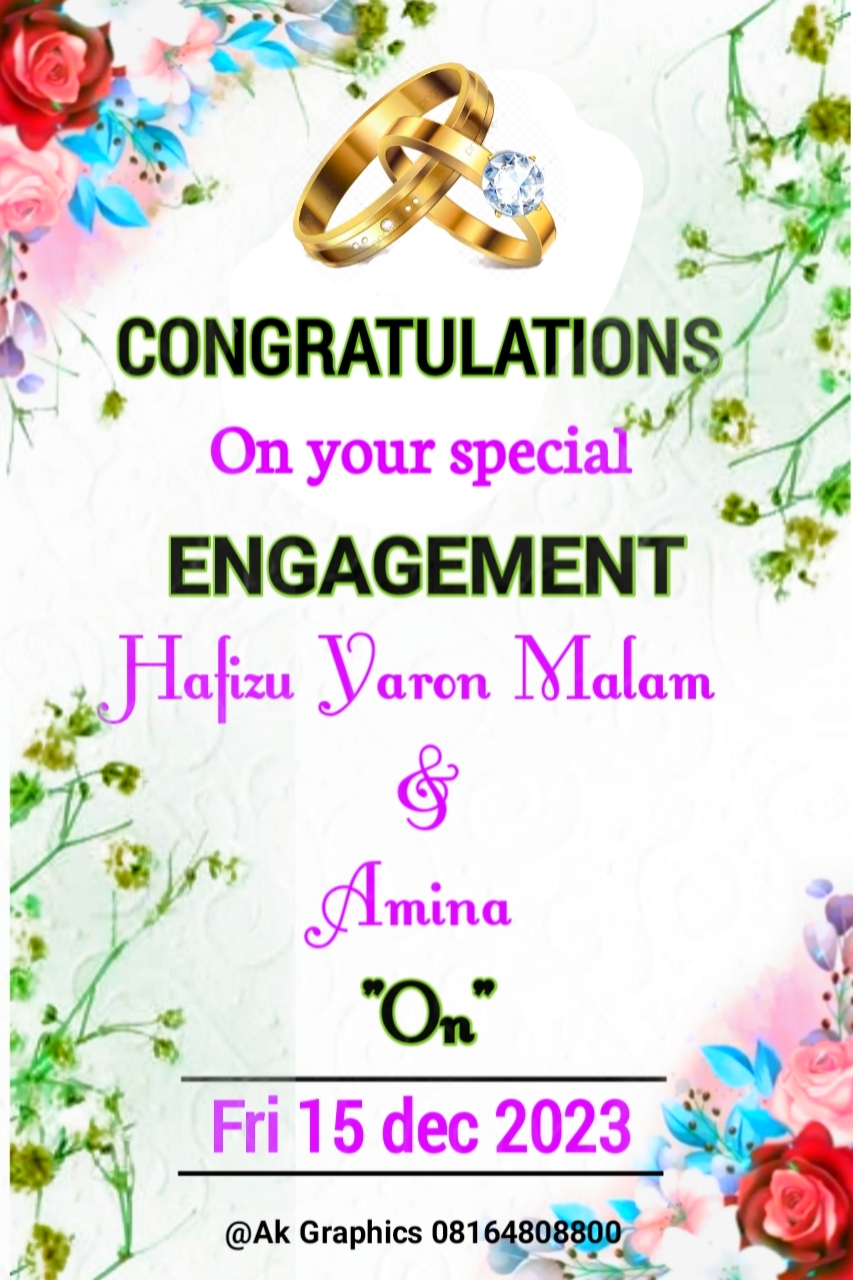 CONGRATULATIONS
On your special
ENGAGEMENT
Hafizu Yaron Malam
&
Amina
"On"
Fri 15 dec 2023
@Ak Graphics 08164808800